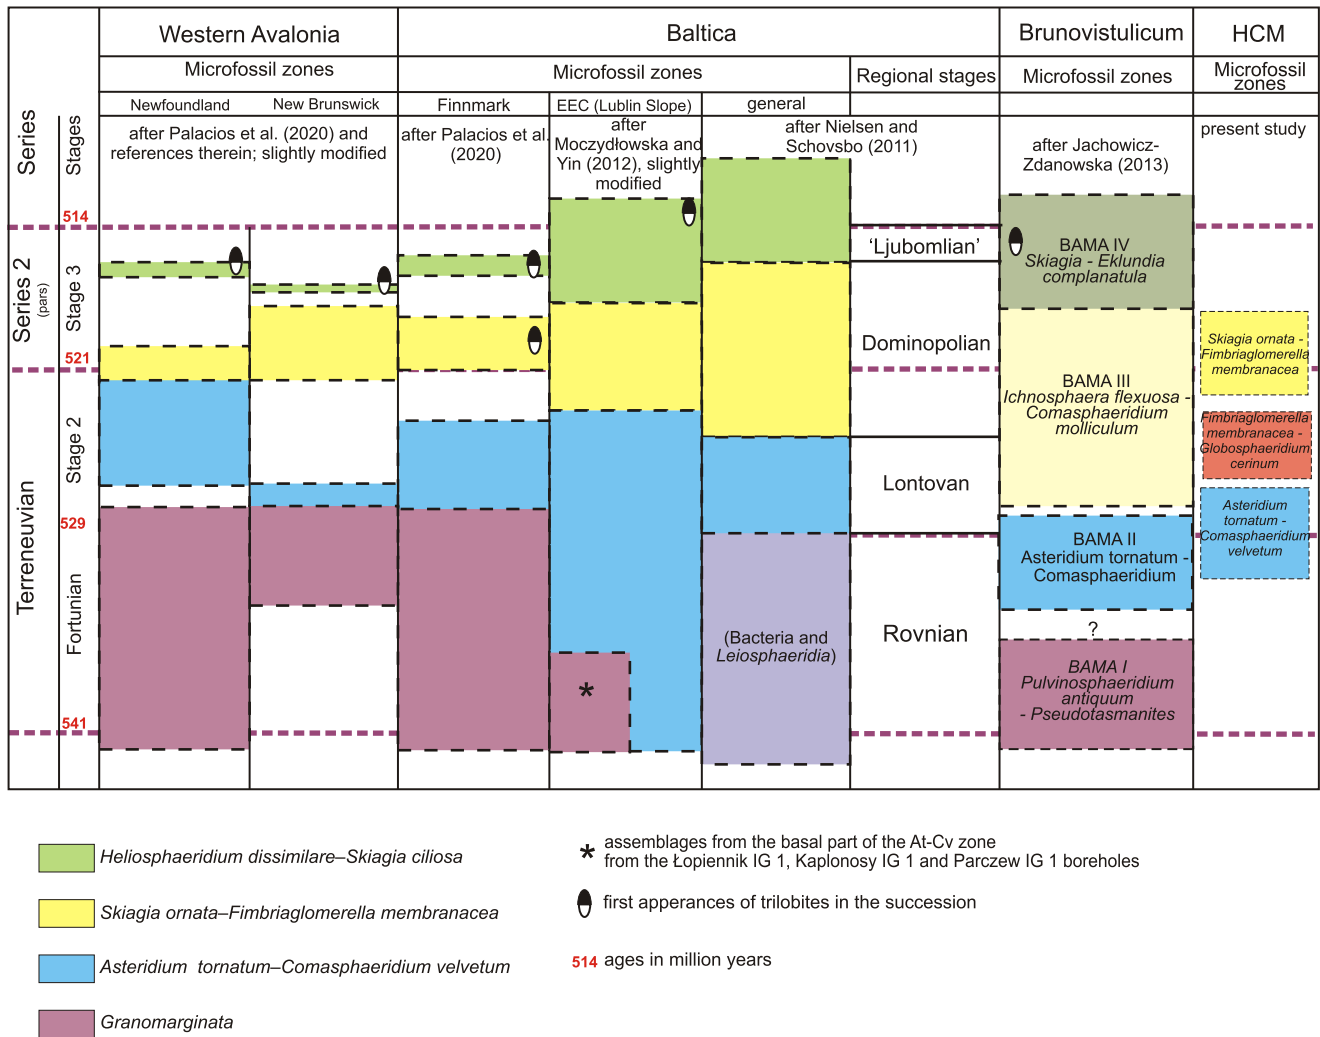 Western Avalonia
Baltica
Brunovistulicum
HCM
Microfossil zones
Microfossil zones
Regional stages
Microfossil zones
Microfossil
zones
Newfoundland
New Brunswick
Finnmark
EEC (Lublin Slope)
general
Series
Stages
after Palacios et al. (2020) and
references therein; slightly modified
after Palacios et al.
(2020)
after
Moczydłowska and
Yin (2012), slightly
modified
after Nielsen and
Schovsbo (2011)
after Jachowicz-
Zdanowska (2013)
present study
514
Series 2
(pars)
Stage 3
521
Terreneuvian
Stage 2
529
Fortunian
541
(Bacteria and
Leiosphaeridia)
*
‘Ljubomlian’
Dominopolian
Lontovan
Rovnian
BAMA IV
Skiagia - Eklundia
complanatula
BAMA III
Ichnosphaera flexuosa -
Comasphaeridium
molliculum
BAMA II
Asteridium tornatum -
Comasphaeridium
?
BAMA I
Pulvinosphaeridium
antiquum
- Pseudotasmanites
Skiagia ornata -
Fimbriaglomerella
membranacea
Fimbriaglomerella
membranacea -
Globosphaeridium
cerinum
Asteridium
tornatum -
Comasphaeridium
velvetum
Heliosphaeridium dissimilare–Skiagia ciliosa
Skiagia ornata–Fimbriaglomerella membranacea
Asteridium tornatum–Comasphaeridium velvetum
Granomarginata
* assemblages from the basal part of the At-Cv zone
from the Łopiennik IG 1, Kaplonosy IG 1 and Parczew IG 1 boreholes
first apperances of trilobites in the succession
514 ages in million years